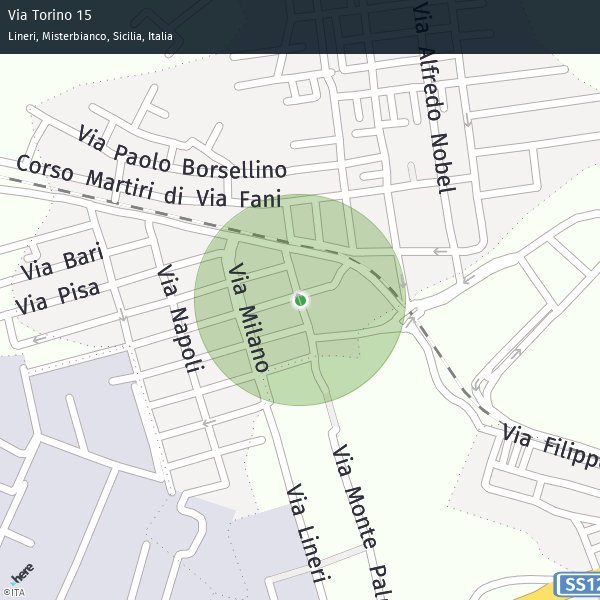 Via Torino 15
Lineri, Misterbianco, Sicilia, Italia
Via Alfredo Nobel
Via Paolo Borsellino
Corso Martiri di Via Fani
Via Bari
Via Pisa
Via Napoli
Via Milano
Via Filipp
Via Lineri
Via Monte Pal
SS12
here
©ITA